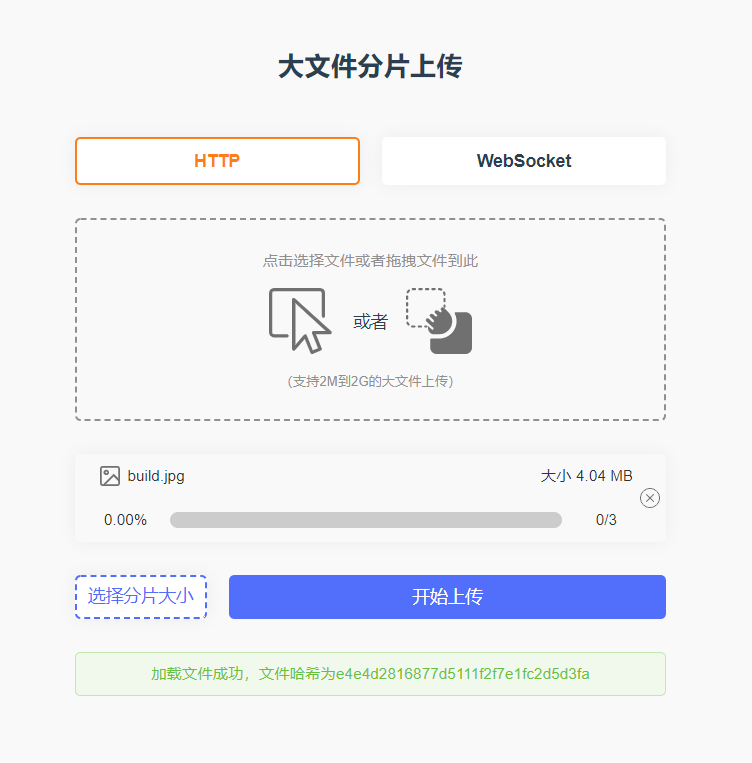 大文件分片上传
HTTP
WebSocket
点击选择文件或者拖拽文件到此
或者
(支持2M到2G的大文件上传)
build.jpg
大小 4.04 MB
0.00%
0/3
选择分片大小
开始上传
加载文件成功，文件哈希为e4e4d2816877d5111f2f7e1fc2d5d3fa